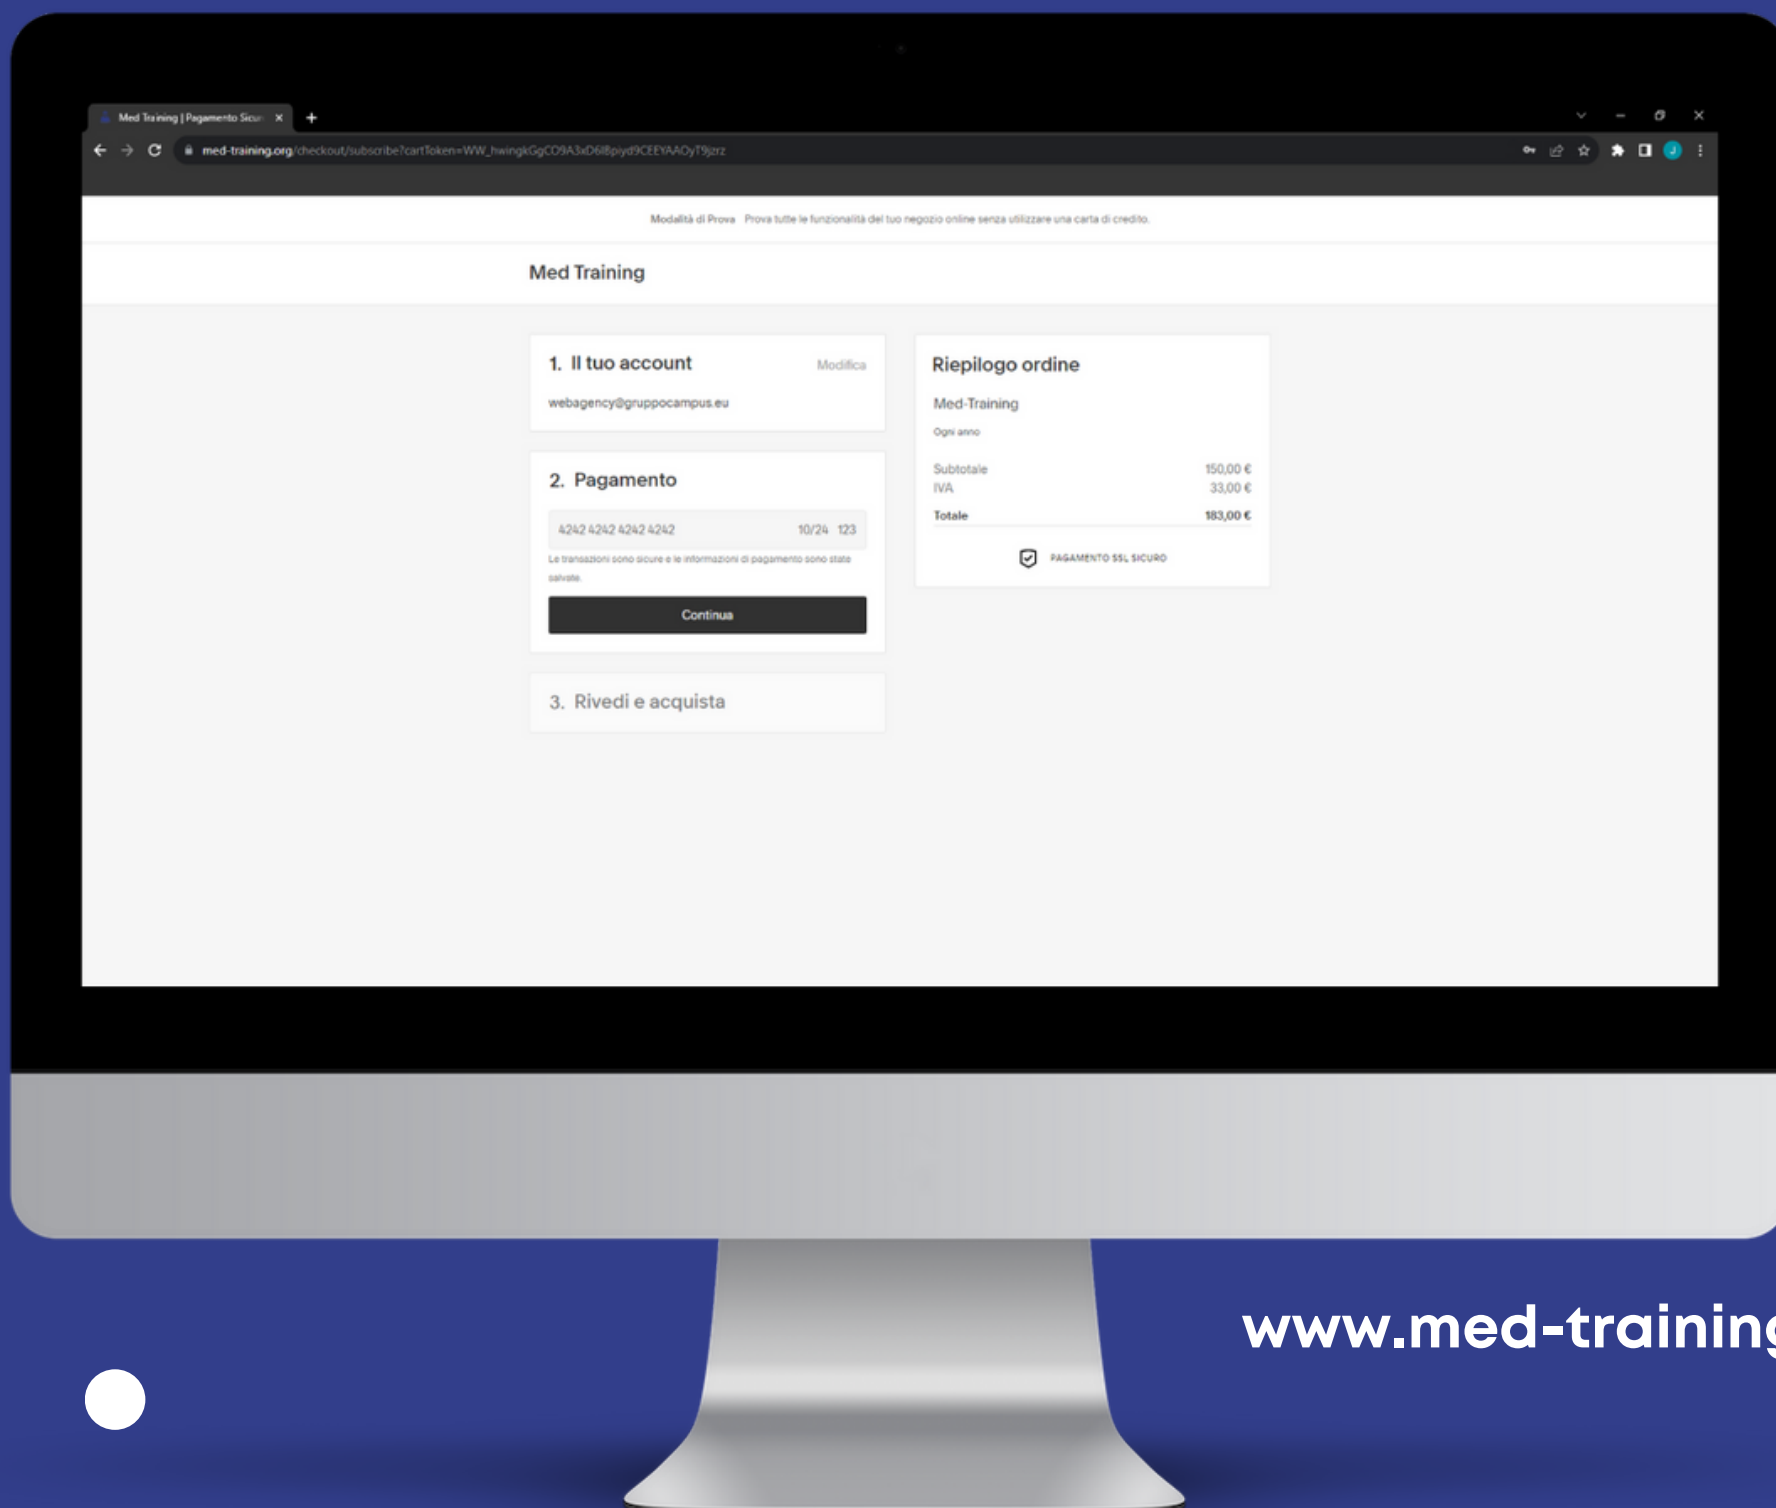 Med Training | Pagamento Sicur
med-training.org/checkout/subscribe?cartToken=
Modalità di Prova Prova tutte le funzionalità del tuo negozio online senza utilizzare una carta di credito.
Med Training
1. Il tuo account Modifica
webagency@gruppocampus.eu
2. Pagamento
4242 4242 4242 4242 10/24 123
Le transazioni sono sicure e le informazioni di pagamento sono state
salvate.
Continua
3. Rivedi e acquista
Riepilogo ordine
Med-Training
Ogni anno
Subtotale 150,00 €
IVA 33,00 €
Totale 183,00 €
PAGAMENTO SSL SICURO
J
www.med-training